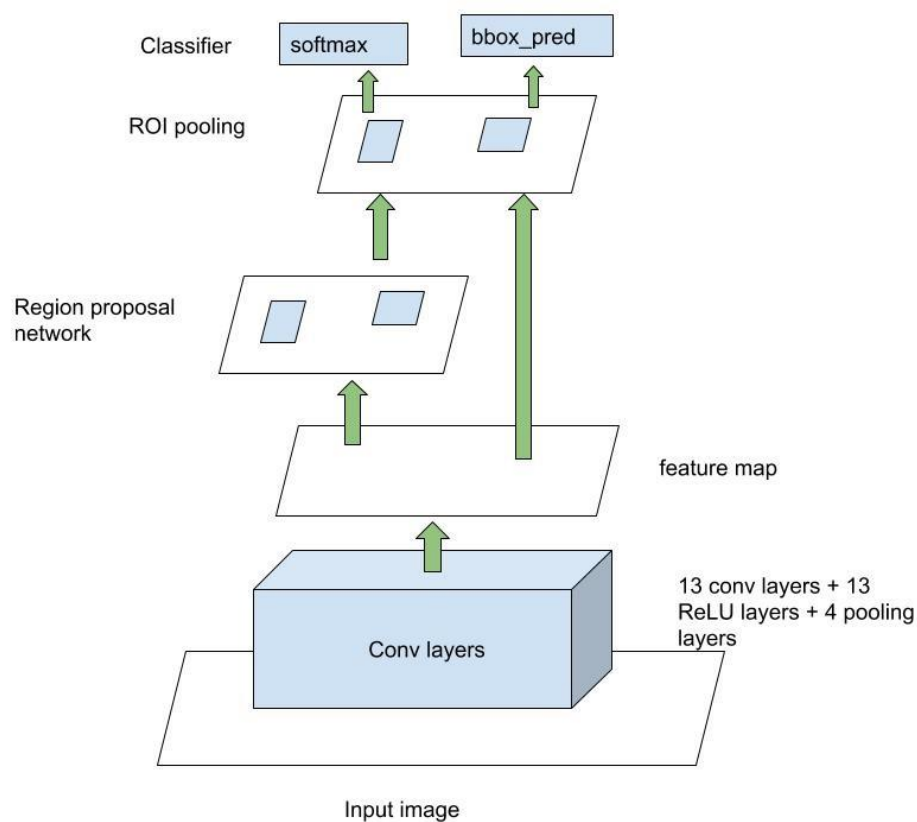 Classifier
softmax
bbox_pred
ROI pooling
Region proposal
network
feature map
13 conv layers + 13
ReLU layers + 4 pooling
layers
Conv layers
Input image